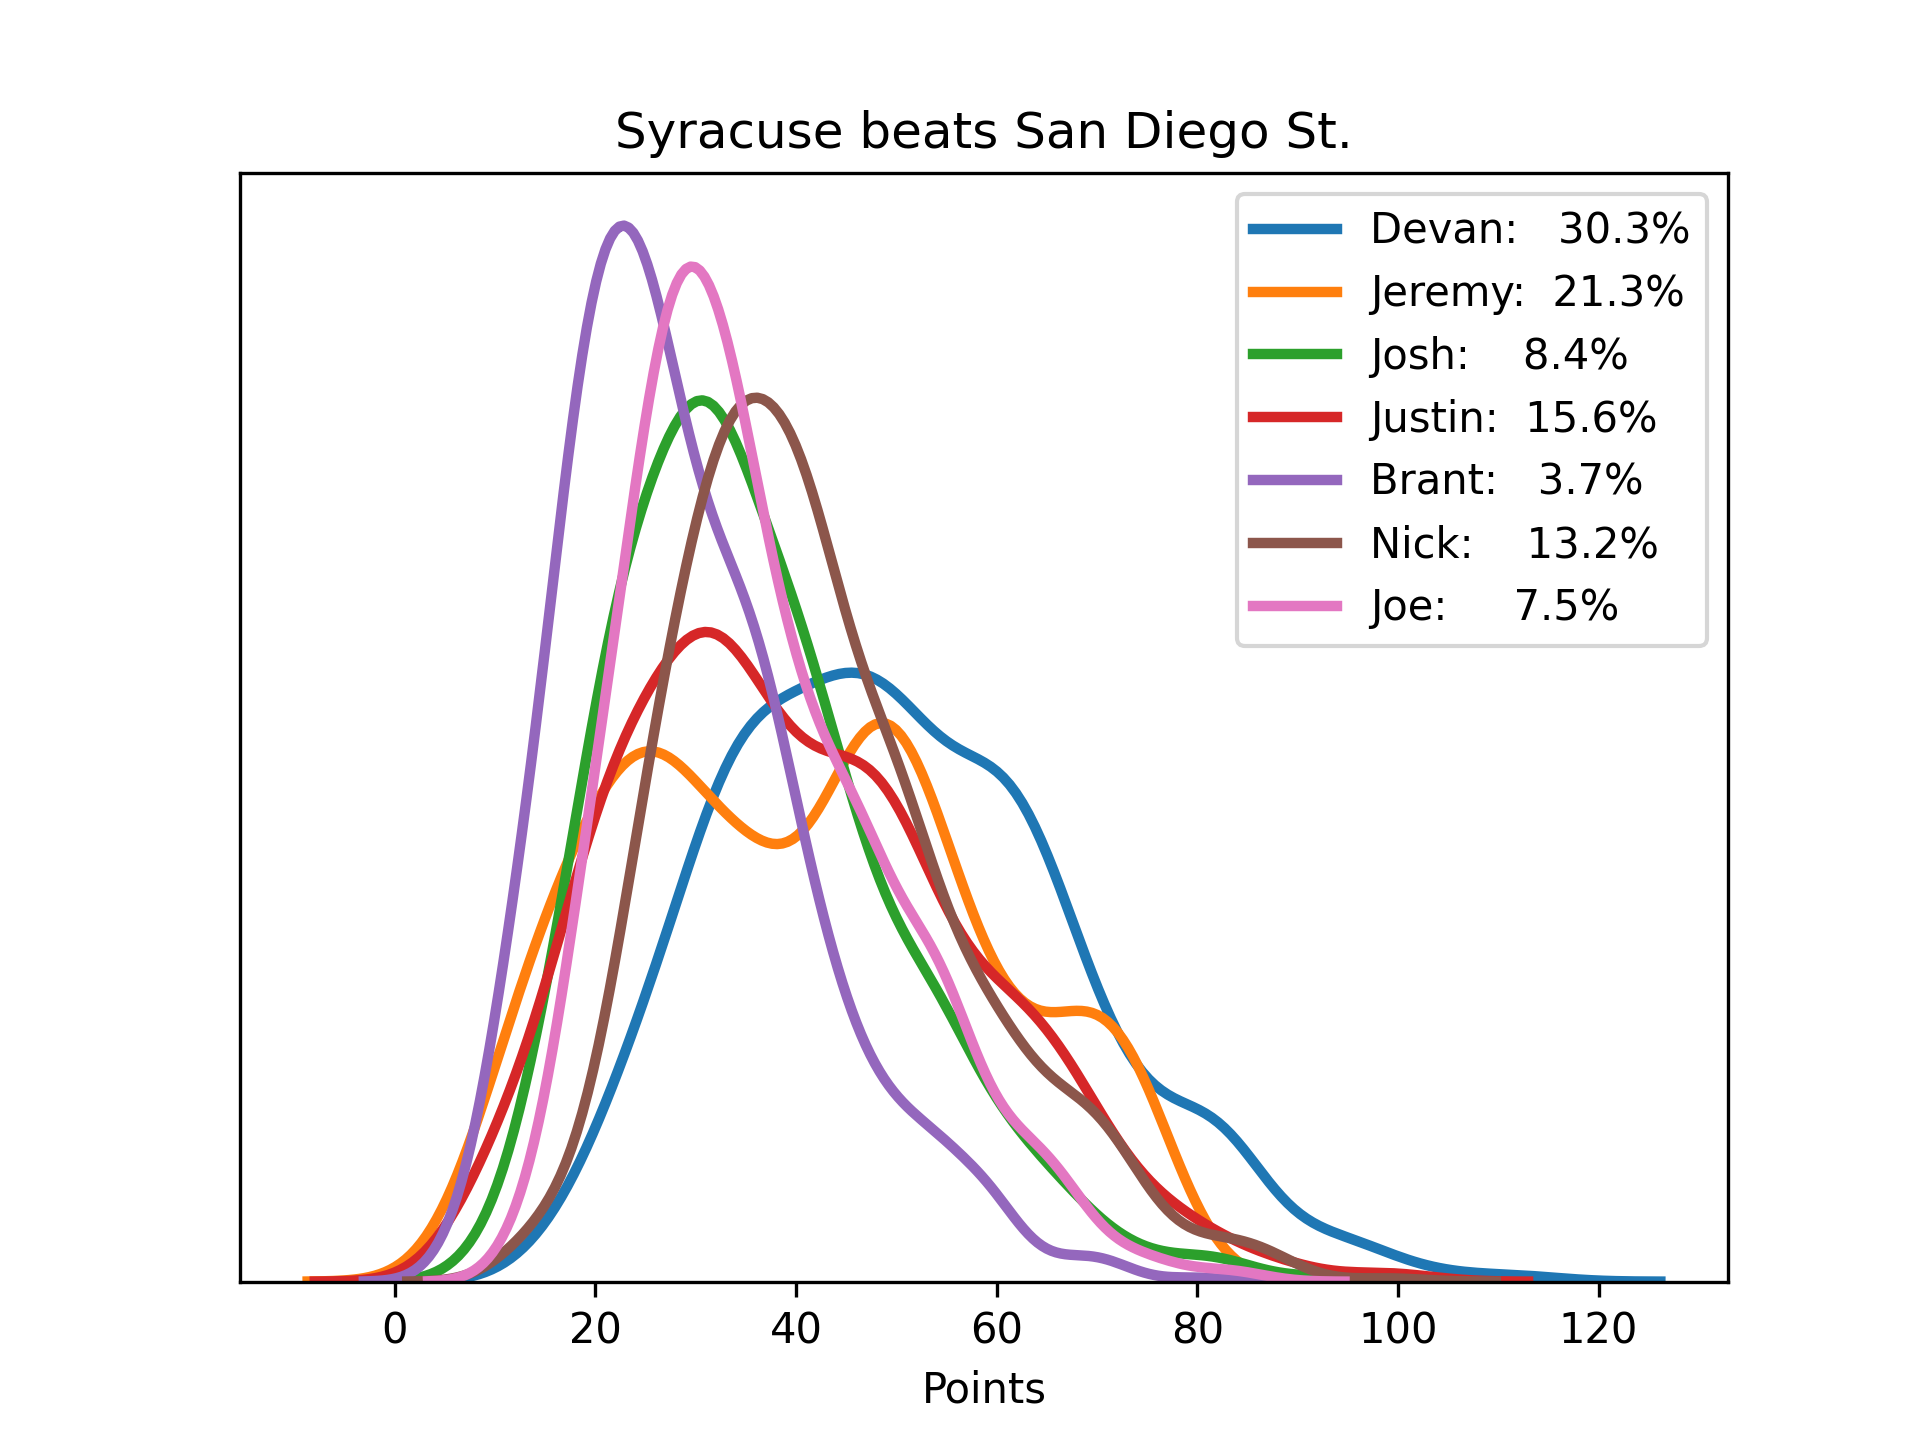 Syracuse beats San Diego St.
Devan: 30.3%
Jeremy: 21.3%
Josh: 8.4%
Justin: 15.6%
Brant: 3.7%
Nick: 13.2%
Joe: 7.5%
0 20 40 60 80 100 120
Points